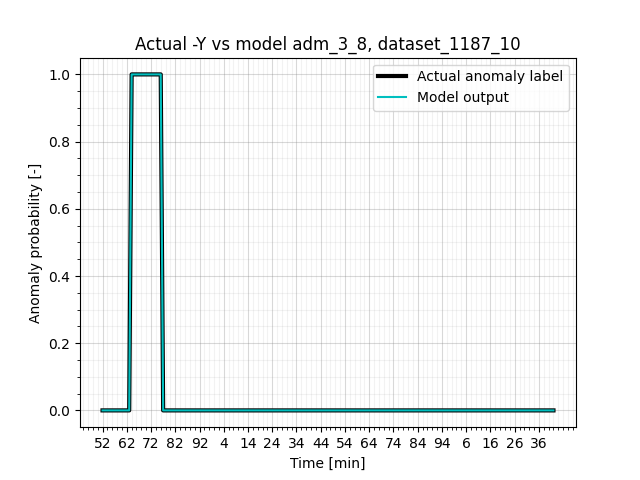 Actual -Y vs model adm_3_8, dataset_1187_10
Actual anomaly label
Model output
1.0
0.8
0.6
0.4
0.2
0.0
Anomaly probability [-]
52 62 72 82 92 4 14 24 34 44 54 64 74 84 94 6 16 26 36
Time [min]